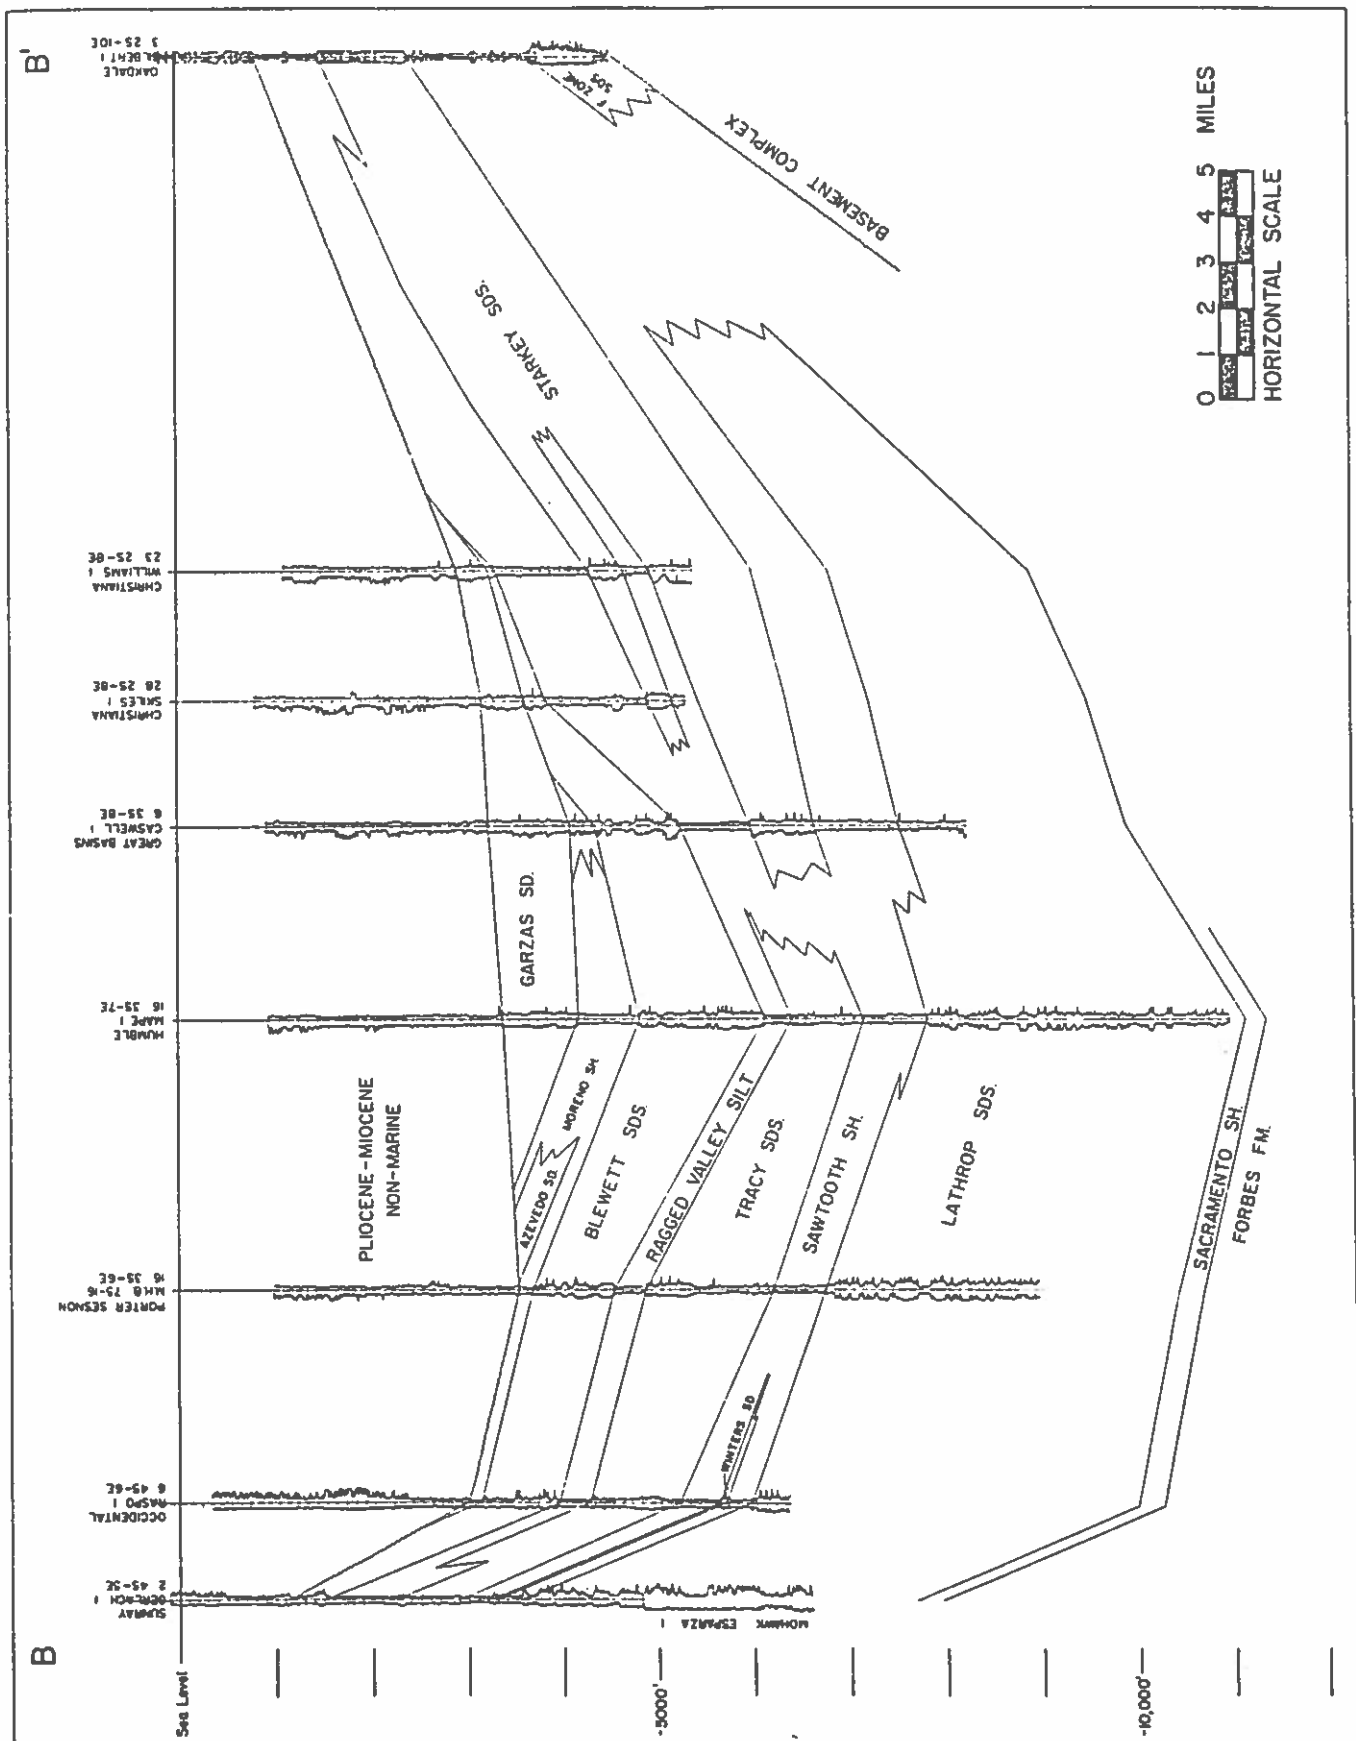 B
B'
SUNRAY
GERLACH 1
2 4S-5E
MOHAWK ESPARZA 1
OCCIDENTAL
RASPO 1
6 4S-6E
PORTER SESNON
M.H.B. 75-16
16 3S-6E
HUMBLE
MAPE 1
16 3S-7E
GREAT BASINS
CASWELL 1
6 3S-8E
CHRISTIANA
SKILES 1
28 2S-8E
CHRISTIANA
WILLIAMS 1
23 2S-8E
OAKDALE
3 2S-10E
Sea Level
-5000'
-10,000'
PLIOCENE-MIOCENE
NON-MARINE
GARZAS SD.
AZEVEDO SD.
MORENO SH.
BLEWETT SDS.
RAGGED VALLEY SILT
TRACY SDS.
SAWTOOTH SH.
WINTERS SD
LATHROP SDS.
SACRAMENTO SH.
FORBES FM.
STARKEY SDS.
F ZONE
SDS
BASEMENT COMPLEX
0 1 2 3 4 5 MILES
HORIZONTAL SCALE